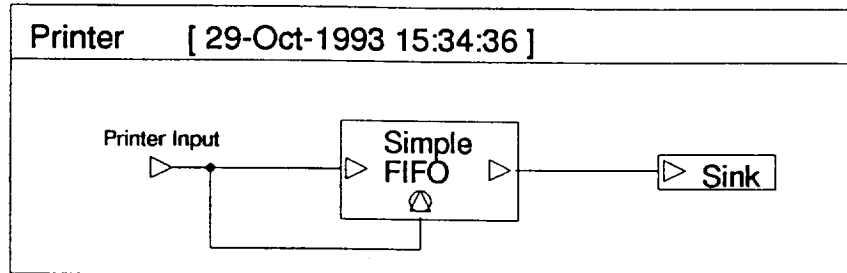 Printer [ 29-Oct-1993 15:34:36 ]
Printer Input
Simple
FIFO
Sink